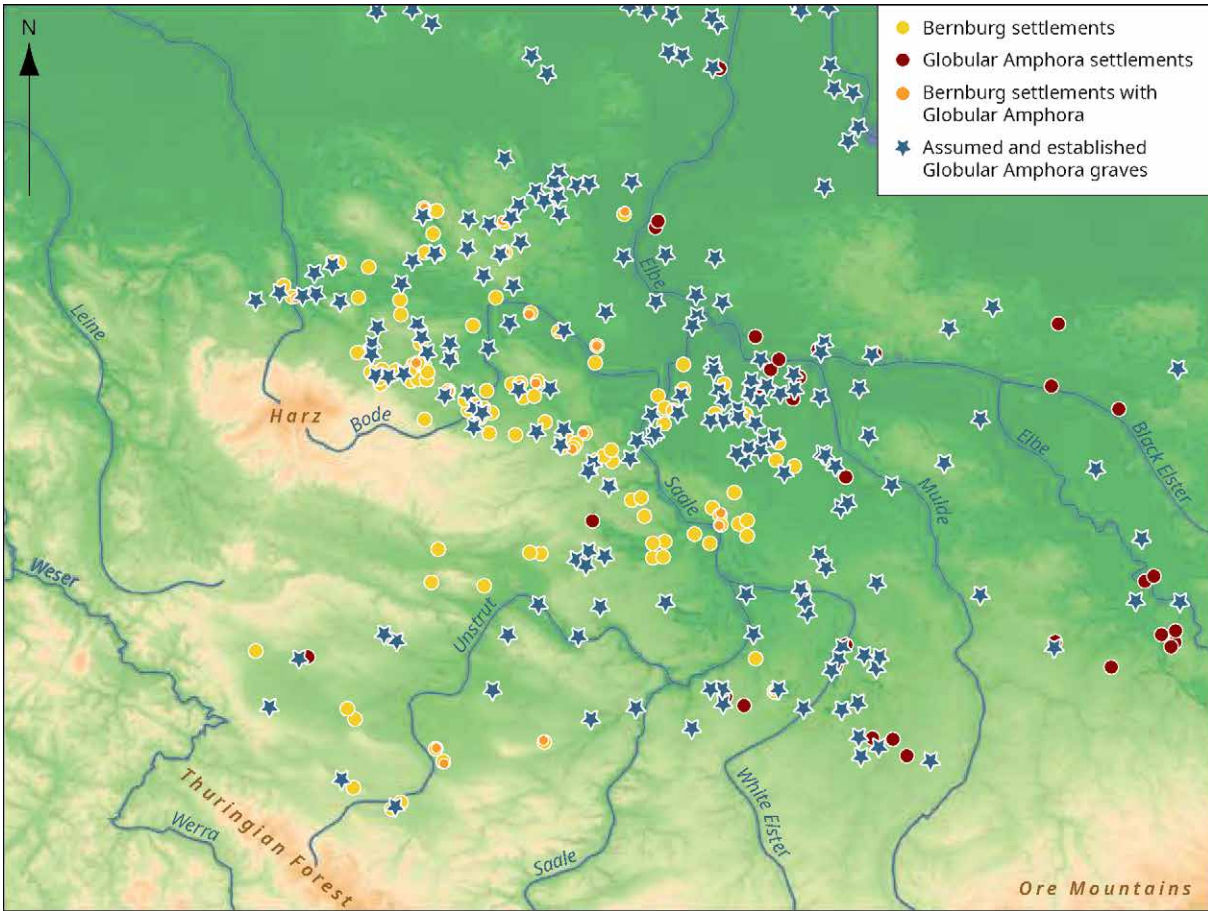 N
Bernburg settlements
Globular Amphora settlements
Bernburg settlements with
Globular Amphora
Assumed and established
Globular Amphora graves
Leine
Elbe
Harz
Bode
Elbe
Black Elster
Saale
Mulde
Weser
Unstrut
Thuringian Forest
Werra
Saale
White Elster
Ore Mountains